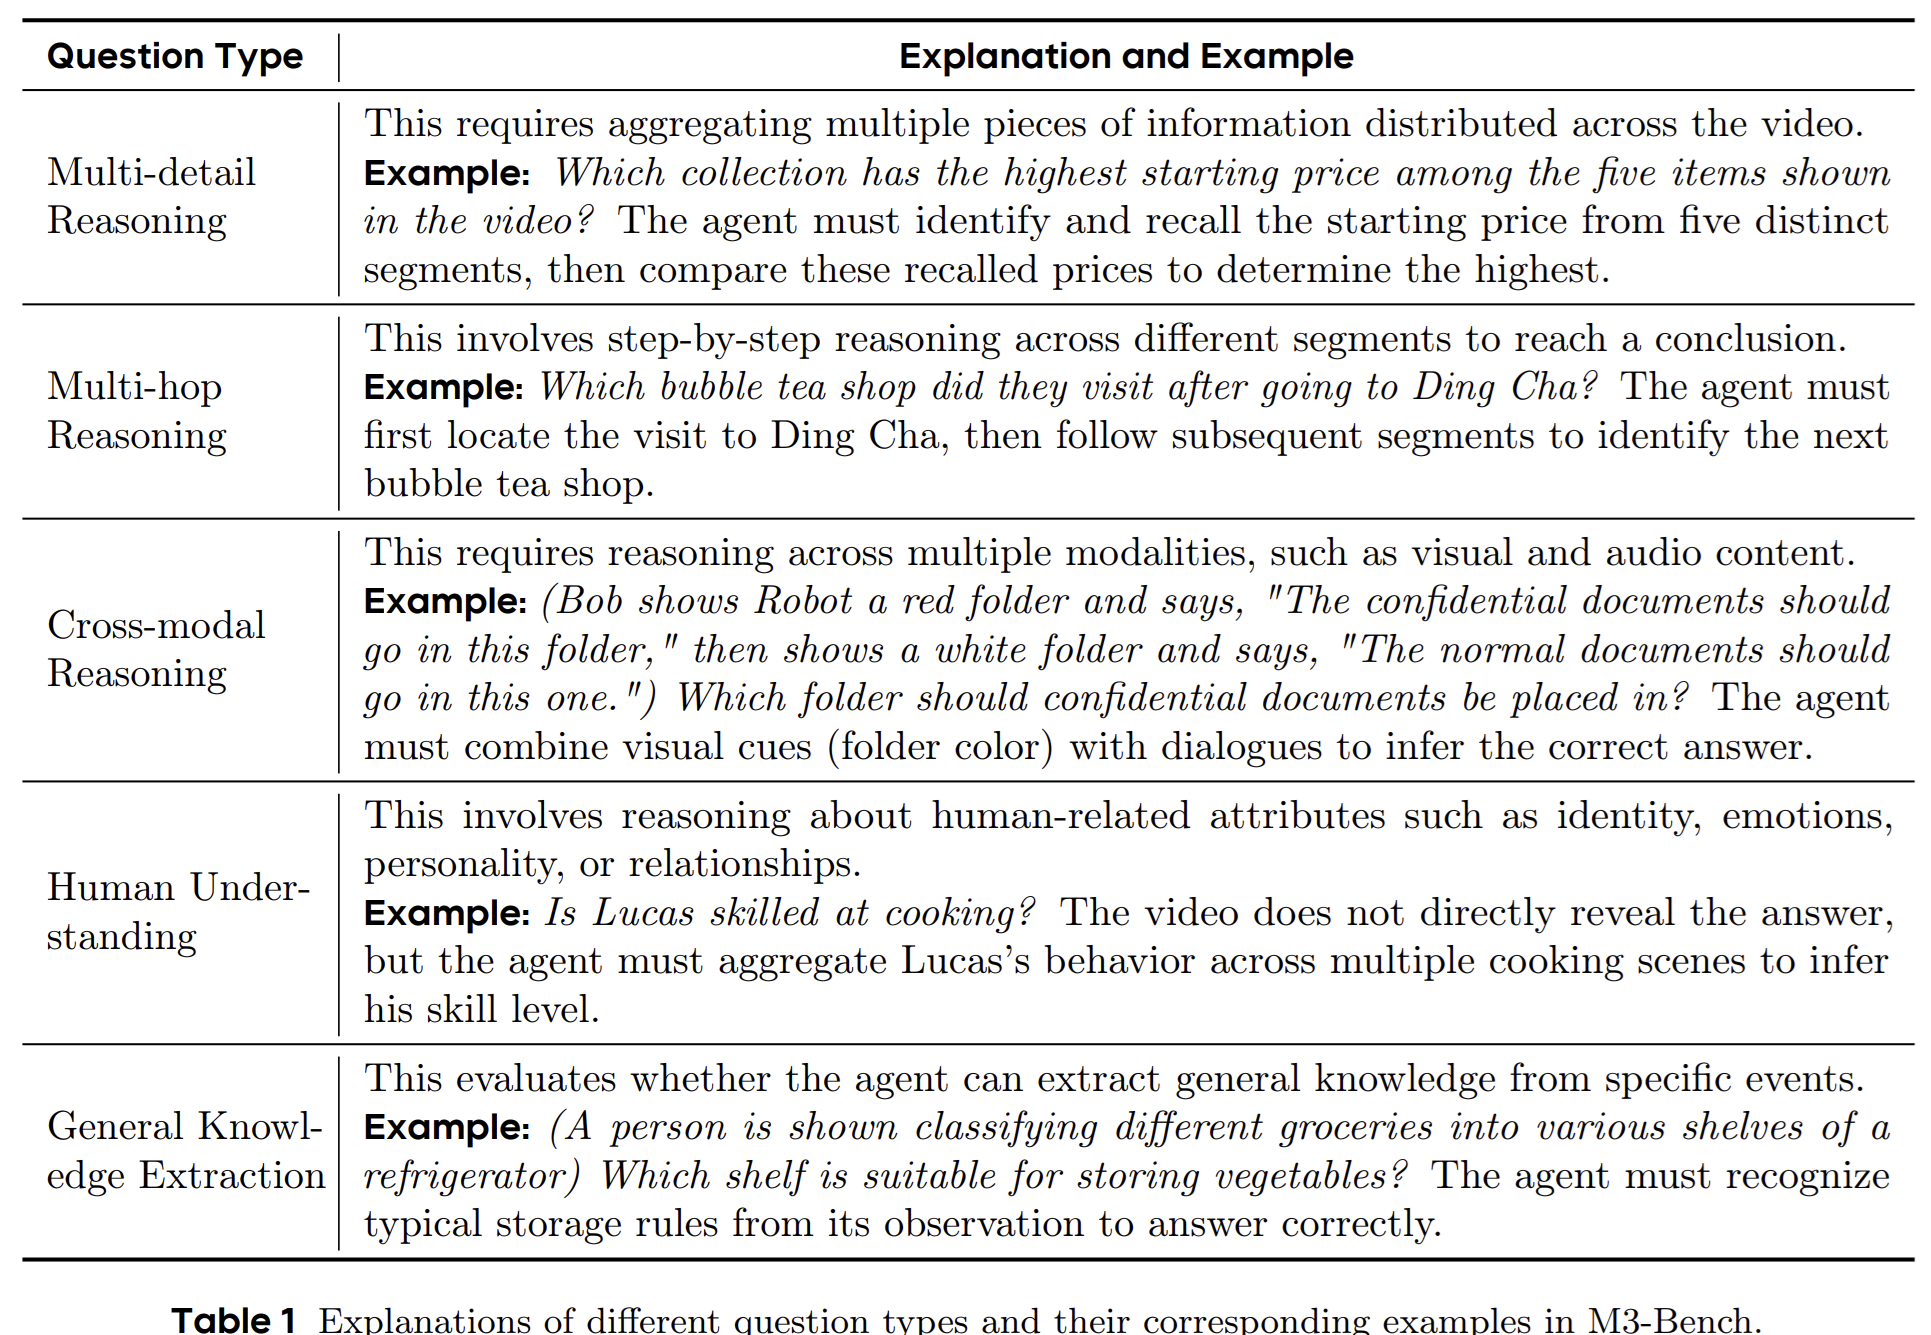 Question Type
Explanation and Example
Multi-detail
Reasoning
This requires aggregating multiple pieces of information distributed across the video.
Example: Which collection has the highest starting price among the five items shown
in the video? The agent must identify and recall the starting price from five distinct
segments, then compare these recalled prices to determine the highest.
Multi-hop
Reasoning
This involves step-by-step reasoning across different segments to reach a conclusion.
Example: Which bubble tea shop did they visit after going to Ding Cha? The agent must
first locate the visit to Ding Cha, then follow subsequent segments to identify the next
bubble tea shop.
Cross-modal
Reasoning
This requires reasoning across multiple modalities, such as visual and audio content.
Example: (Bob shows Robot a red folder and says, "The confidential documents should
go in this folder," then shows a white folder and says, "The normal documents should
go in this one.") Which folder should confidential documents be placed in? The agent
must combine visual cues (folder color) with dialogues to infer the correct answer.
Human Under-
standing
This involves reasoning about human-related attributes such as identity, emotions,
personality, or relationships.
Example: Is Lucas skilled at cooking? The video does not directly reveal the answer,
but the agent must aggregate Lucas's behavior across multiple cooking scenes to infer
his skill level.
General Knowl-
edge Extraction
This evaluates whether the agent can extract general knowledge from specific events.
Example: (A person is shown classifying different groceries into various shelves of a
refrigerator) Which shelf is suitable for storing vegetables? The agent must recognize
typical storage rules from its observation to answer correctly.
Table 1 Explanations of different question types and their corresponding examples in M3-Bench.